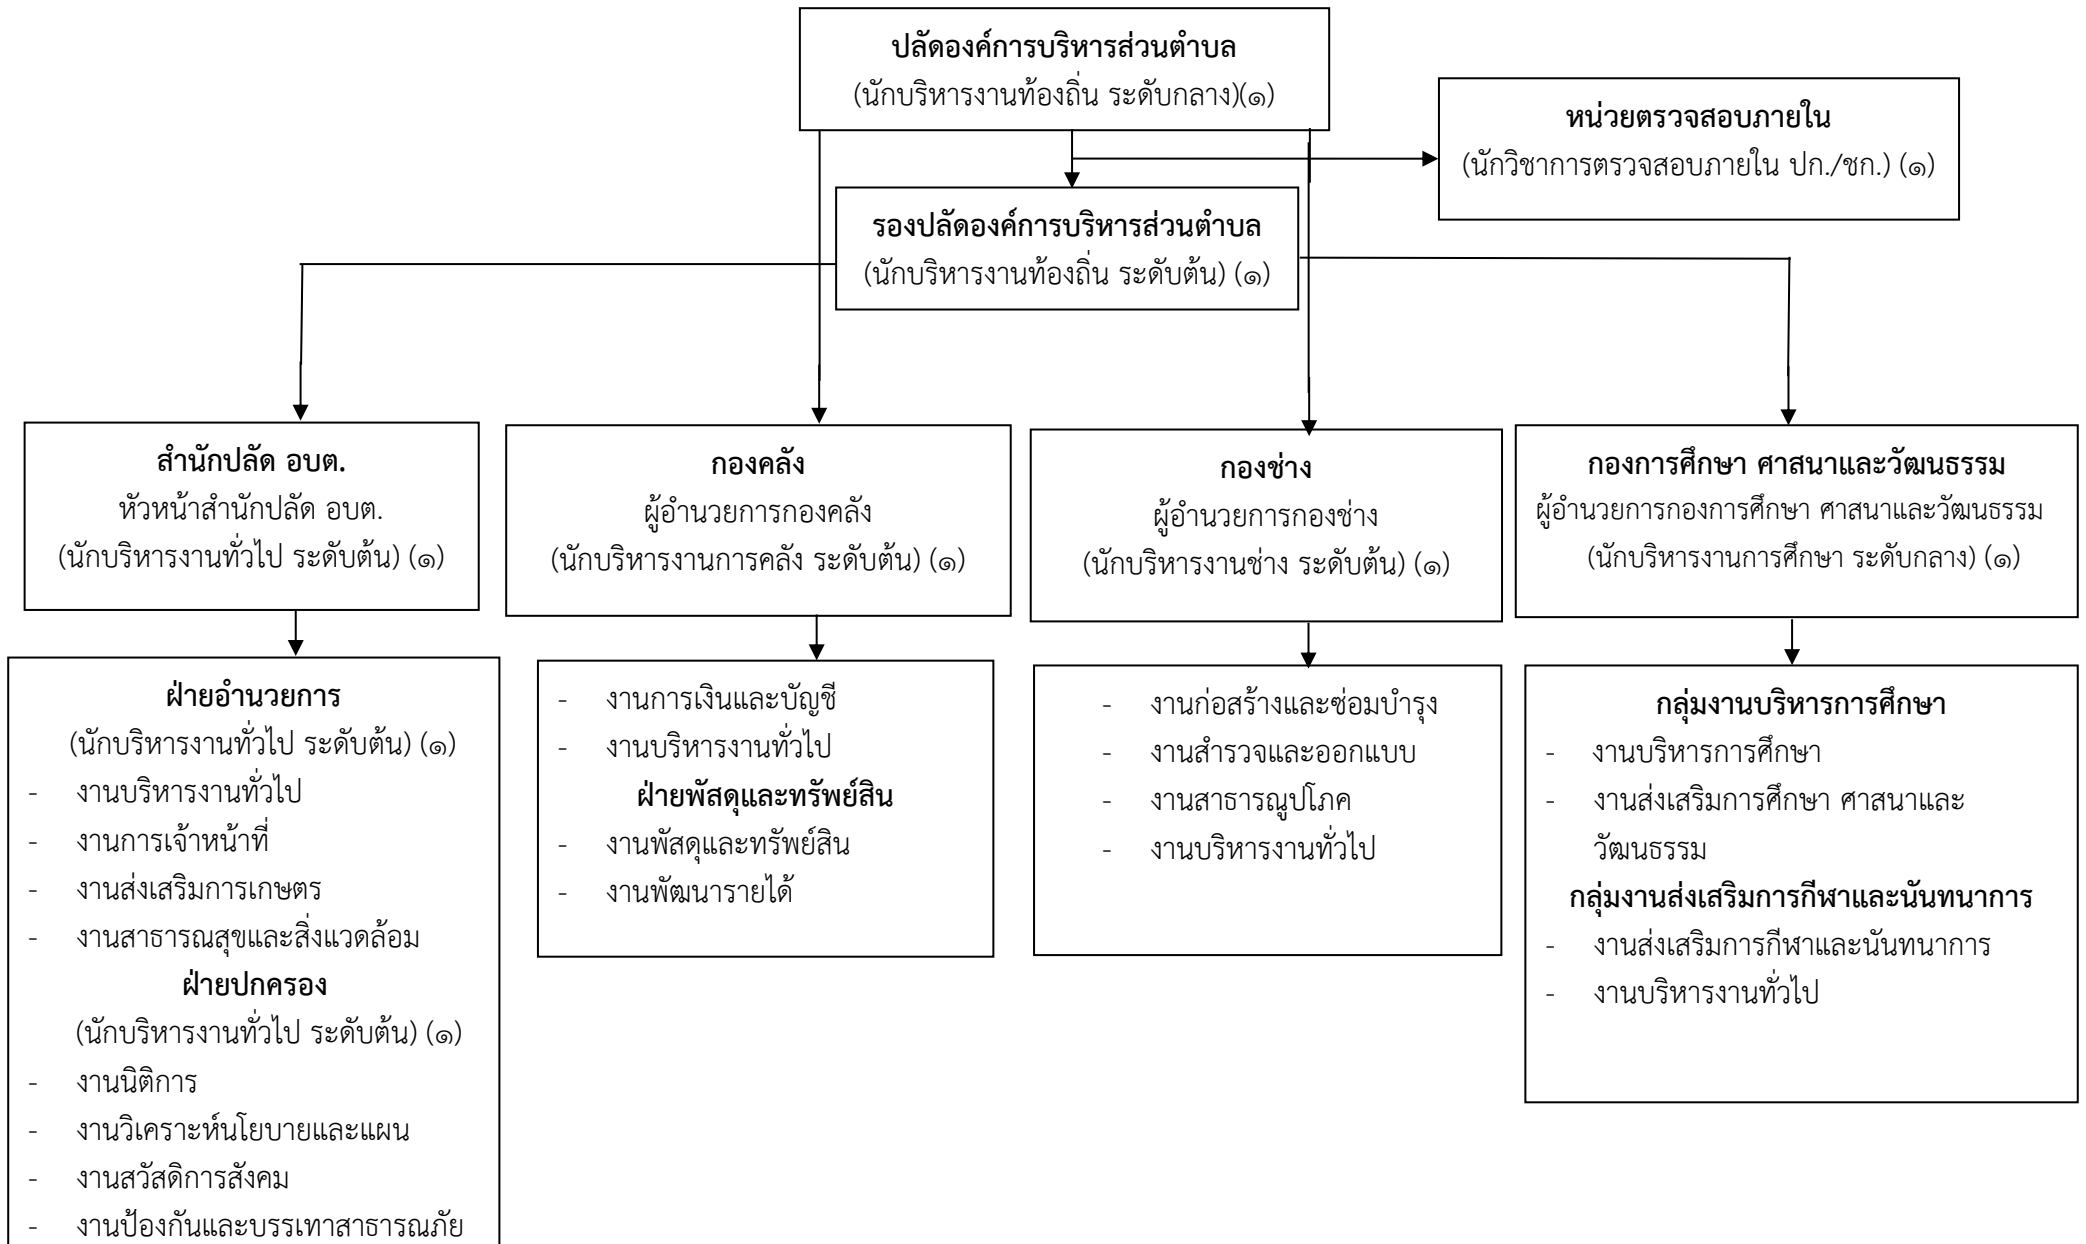 ปลัดองค์การบริหารส่วนตำบล
(นักบริหารงานท้องถิ่น ระดับกลาง)(๑)
หน่วยตรวจสอบภายใน
(นักวิชาการตรวจสอบภายใน ปก./ชก.) (๑)
รองปลัดองค์การบริหารส่วนตำบล
(นักบริหารงานท้องถิ่น ระดับต้น) (๑)
สำนักปลัด อบต.
หัวหน้าสำนักปลัด อบต.
(นักบริหารงานทั่วไป ระดับต้น) (๑)
กองคลัง
ผู้อำนวยการกองคลัง
(นักบริหารงานการคลัง ระดับต้น) (๑)
กองช่าง
ผู้อำนวยการกองช่าง
(นักบริหารงานช่าง ระดับต้น) (๑)
กองการศึกษา ศาสนาและวัฒนธรรม
ผู้อำนวยการกองการศึกษา ศาสนาและวัฒนธรรม
(นักบริหารงานการศึกษา ระดับกลาง) (๑)
ฝ่ายอำนวยการ
(นักบริหารงานทั่วไป ระดับต้น) (๑)
- งานบริหารงานทั่วไป
- งานการเจ้าหน้าที่
- งานส่งเสริมการเกษตร
- งานสาธารณสุขและสิ่งแวดล้อม
ฝ่ายปกครอง
(นักบริหารงานทั่วไป ระดับต้น) (๑)
- งานนิติการ
- งานวิเคราะห์นโยบายและแผน
- งานสวัสดิการสังคม
- งานป้องกันและบรรเทาสาธารณภัย
- งานการเงินและบัญชี
- งานบริหารงานทั่วไป
ฝ่ายพัสดุและทรัพย์สิน
- งานพัสดุและทรัพย์สิน
- งานพัฒนารายได้
- งานก่อสร้างและซ่อมบำรุง
- งานสำรวจและออกแบบ
- งานสาธารณูปโภค
- งานบริหารงานทั่วไป
กลุ่มงานบริหารการศึกษา
- งานบริหารการศึกษา
- งานส่งเสริมการศึกษา ศาสนาและ
วัฒนธรรม
กลุ่มงานส่งเสริมการกีฬาและนันทนาการ
- งานส่งเสริมการกีฬาและนันทนาการ
- งานบริหารงานทั่วไป